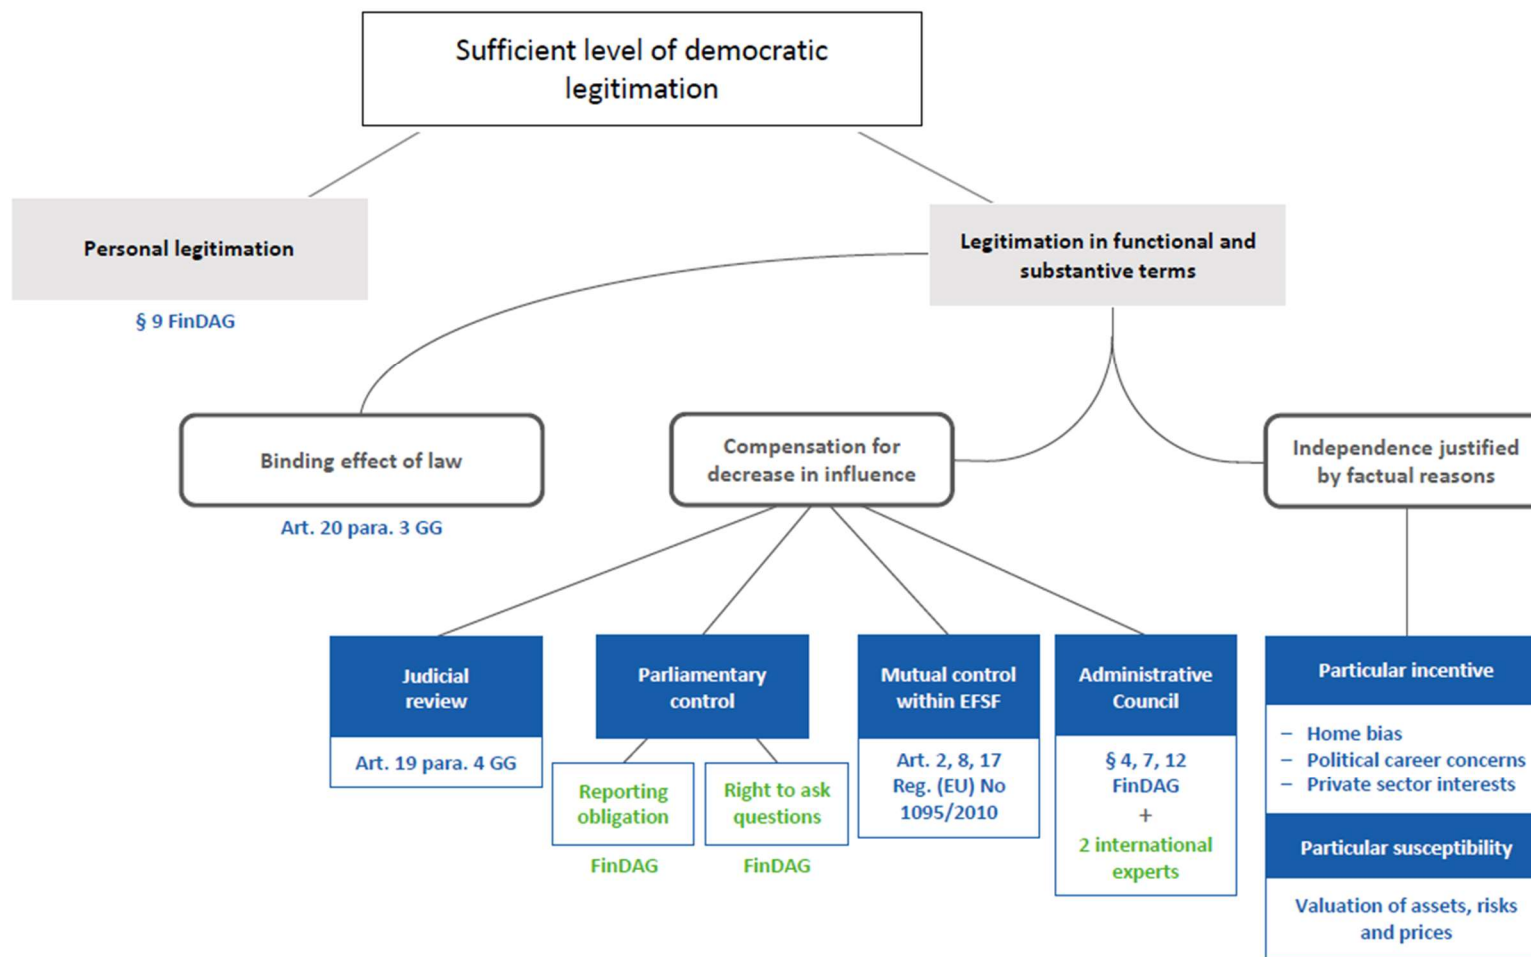 Sufficient level of democratic
legitimation
Personal legitimation
§ 9 FinDAG
Legitimation in functional and
substantive terms
Binding effect of law
Art. 20 para. 3 GG
Compensation for
decrease in influence
Independence justified
by factual reasons
Judicial
review
Art. 19 para. 4 GG
Parliamentary
control
Reporting
obligation
FinDAG
Right to ask
questions
FinDAG
Mutual control
within EFSF
Art. 2, 8, 17
Reg. (EU) No
1095/2010
Administrative
Council
§ 4, 7, 12
FinDAG
+
2 international
experts
Particular incentive
– Home bias
– Political career concerns
– Private sector interests
Particular susceptibility
Valuation of assets, risks
and prices